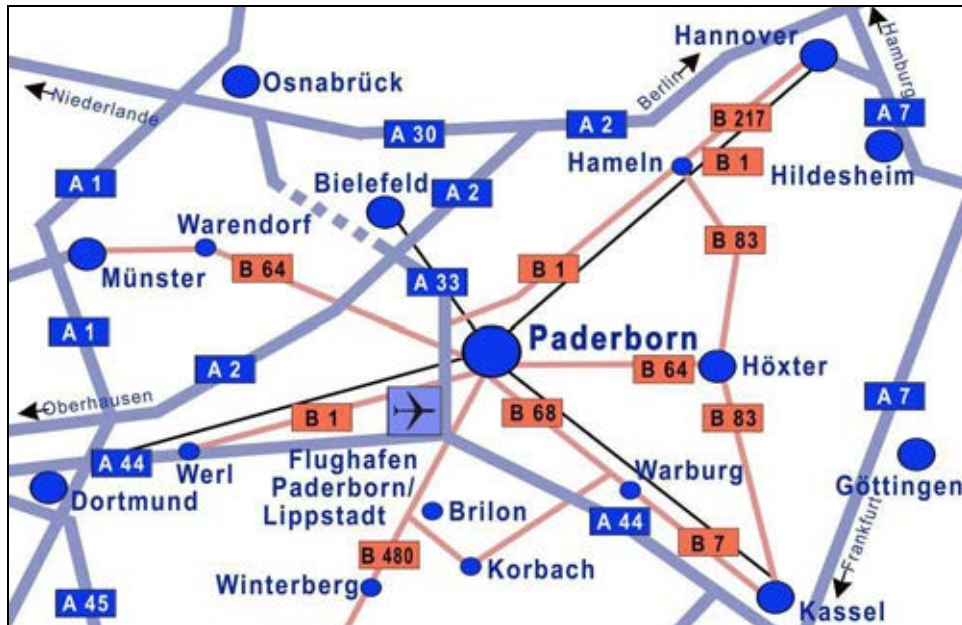 Hannover
Hamburg
Osnabrück
Niederlande
Berlin
A 7
B 217
A 2
A 30
B 1
Hameln
Hildesheim
A 1
Bielefeld
A 2
Warendorf
B 83
B 64
Münster
B 1
A 33
A 1
Paderborn
A 2
B 64
Höxter
Oberhausen
A 7
B 1
B 68
B 83
A 44
Werl
Flughafen
Paderborn/
Lippstadt
Warburg
Göttingen
Dortmund
Brilon
A 44
B 7
Frankfurt
B 480
Korbach
Winterberg
A 45
Kassel